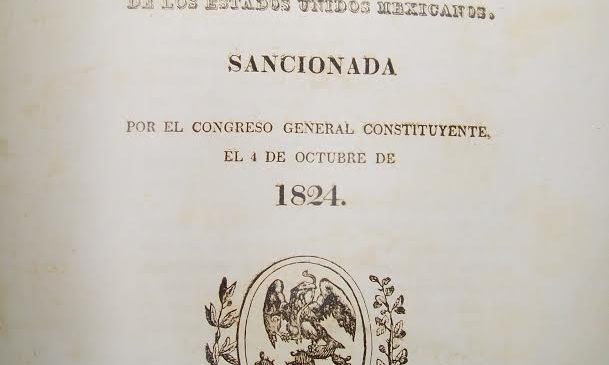 DE LOS ESTADOS UNIDOS MEXICANOS,
SANCIONADA
POR EL CONGRESO GENERAL CONSTITUYENTE,
EL 4 DE OCTUBRE DE
1824.